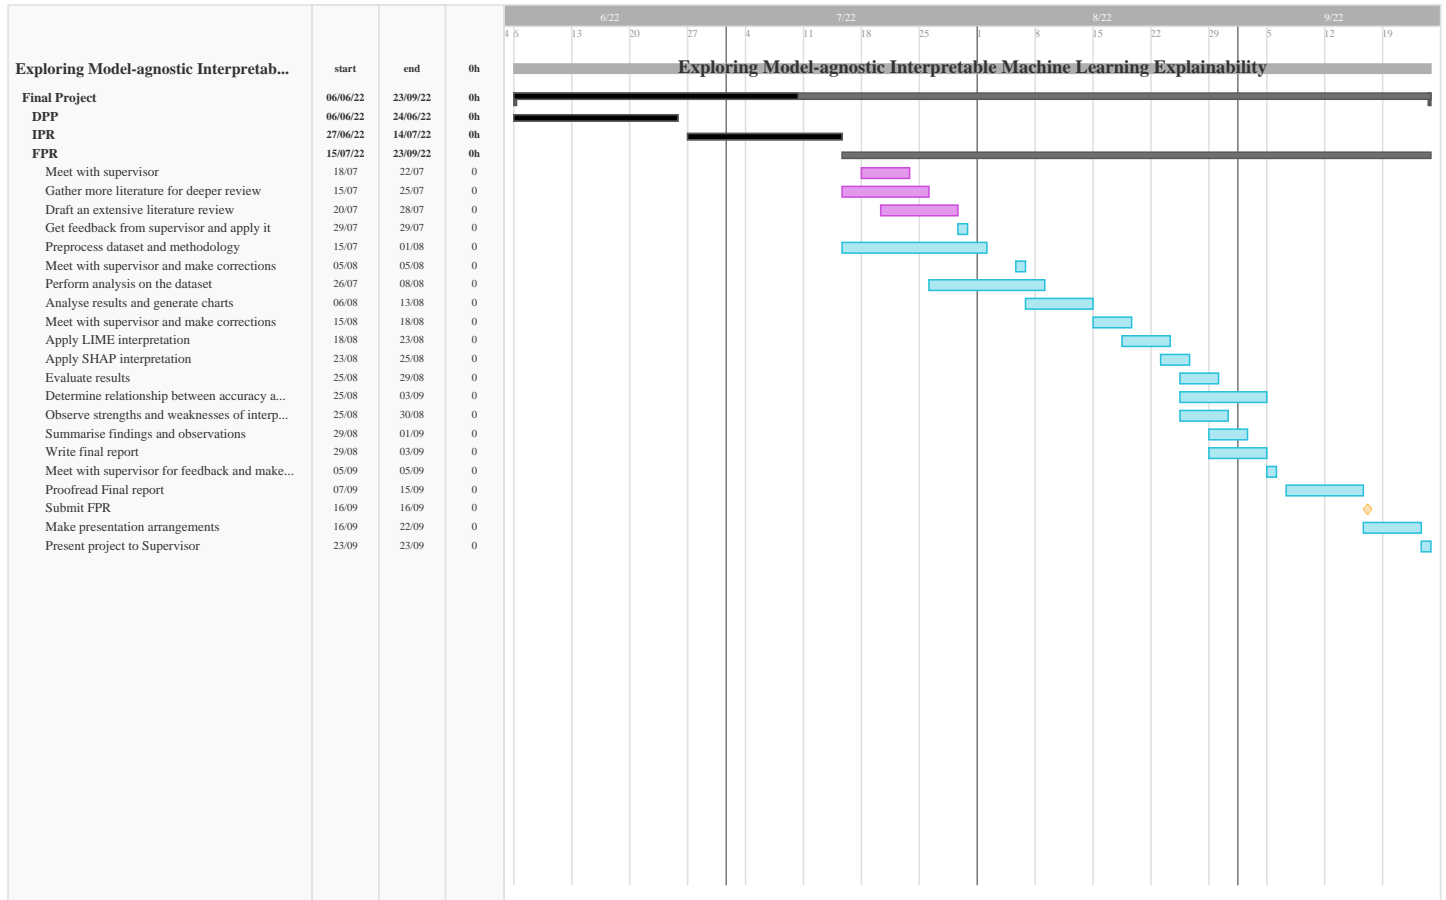 6/22 7/22 8/22 9/22
4 6 13 20 27 4 11 18 25 1 8 15 22 29 5 12 19
Exploring Model-agnostic Interpretab... start end 0h Exploring Model-agnostic Interpretable Machine Learning Explainability
Final Project 06/06/22 23/09/22 0h
DPP 06/06/22 24/06/22 0h
IPR 27/06/22 14/07/22 0h
FPR 15/07/22 23/09/22 0h
Meet with supervisor 18/07 22/07 0
Gather more literature for deeper review 15/07 25/07 0
Draft an extensive literature review 20/07 28/07 0
Get feedback from supervisor and apply it 29/07 29/07 0
Preprocess dataset and methodology 15/07 01/08 0
Meet with supervisor and make corrections 05/08 05/08 0
Perform analysis on the dataset 26/07 08/08 0
Analyse results and generate charts 06/08 13/08 0
Meet with supervisor and make corrections 15/08 18/08 0
Apply LIME interpretation 18/08 23/08 0
Apply SHAP interpretation 23/08 25/08 0
Evaluate results 25/08 29/08 0
Determine relationship between accuracy a... 25/08 03/09 0
Observe strengths and weaknesses of interp... 25/08 30/08 0
Summarise findings and observations 29/08 01/09 0
Write final report 29/08 03/09 0
Meet with supervisor for feedback and make... 05/09 05/09 0
Proofread Final report 07/09 15/09 0
Submit FPR 16/09 16/09 0
Make presentation arrangements 16/09 22/09 0
Present project to Supervisor 23/09 23/09 0